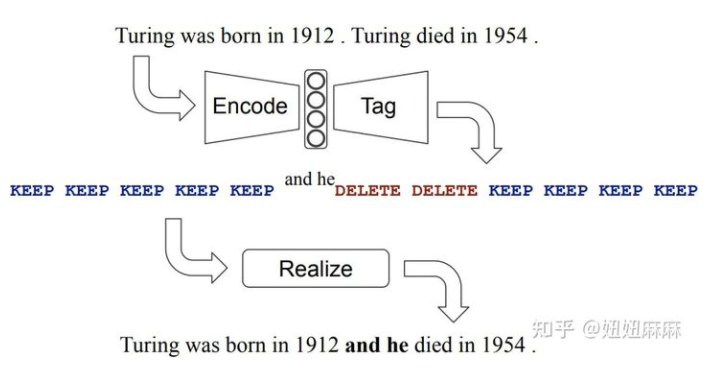 Turing was born in 1912 . Turing died in 1954 .
Encode Tag
KEEP KEEP KEEP KEEP KEEP and he DELETE DELETE KEEP KEEP KEEP KEEP
Realize
知乎 @妞妞麻麻
Turing was born in 1912 and he died in 1954 .